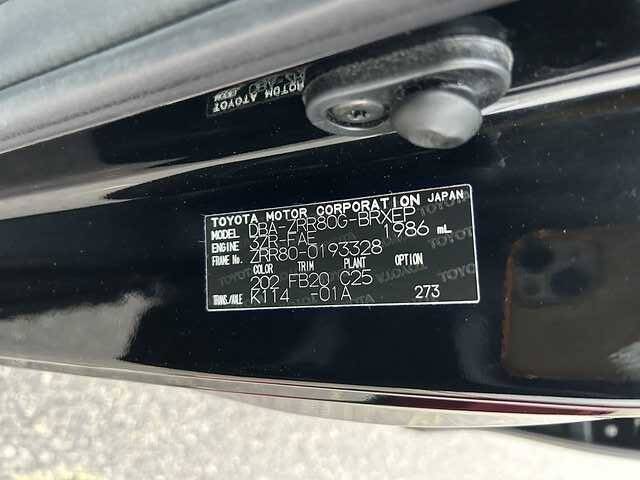 TOYOTA MOTOR CORPORATION JAPAN
MODEL DBA-ZRR80G-BRXEP
ENGINE 3ZR-FAE 1986 mL
FRAME No. ZRR80-0193328
COLOR TRIM PLANT OPTION
202 FB20 C25
TRANS./AXLE K114 -01A 273